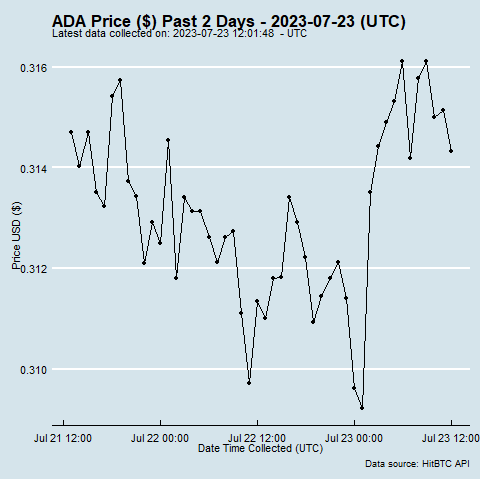 ADA Price ($) Past 2 Days - 2023-07-23 (UTC)
Latest data collected on: 2023-07-23 12:01:48 - UTC
0.316
0.314
0.312
0.310
Price USD ($)
Jul 21 12:00
Jul 22 00:00
Jul 22 12:00
Jul 23 00:00
Jul 23 12:00
Date Time Collected (UTC)
Data source: HitBTC API